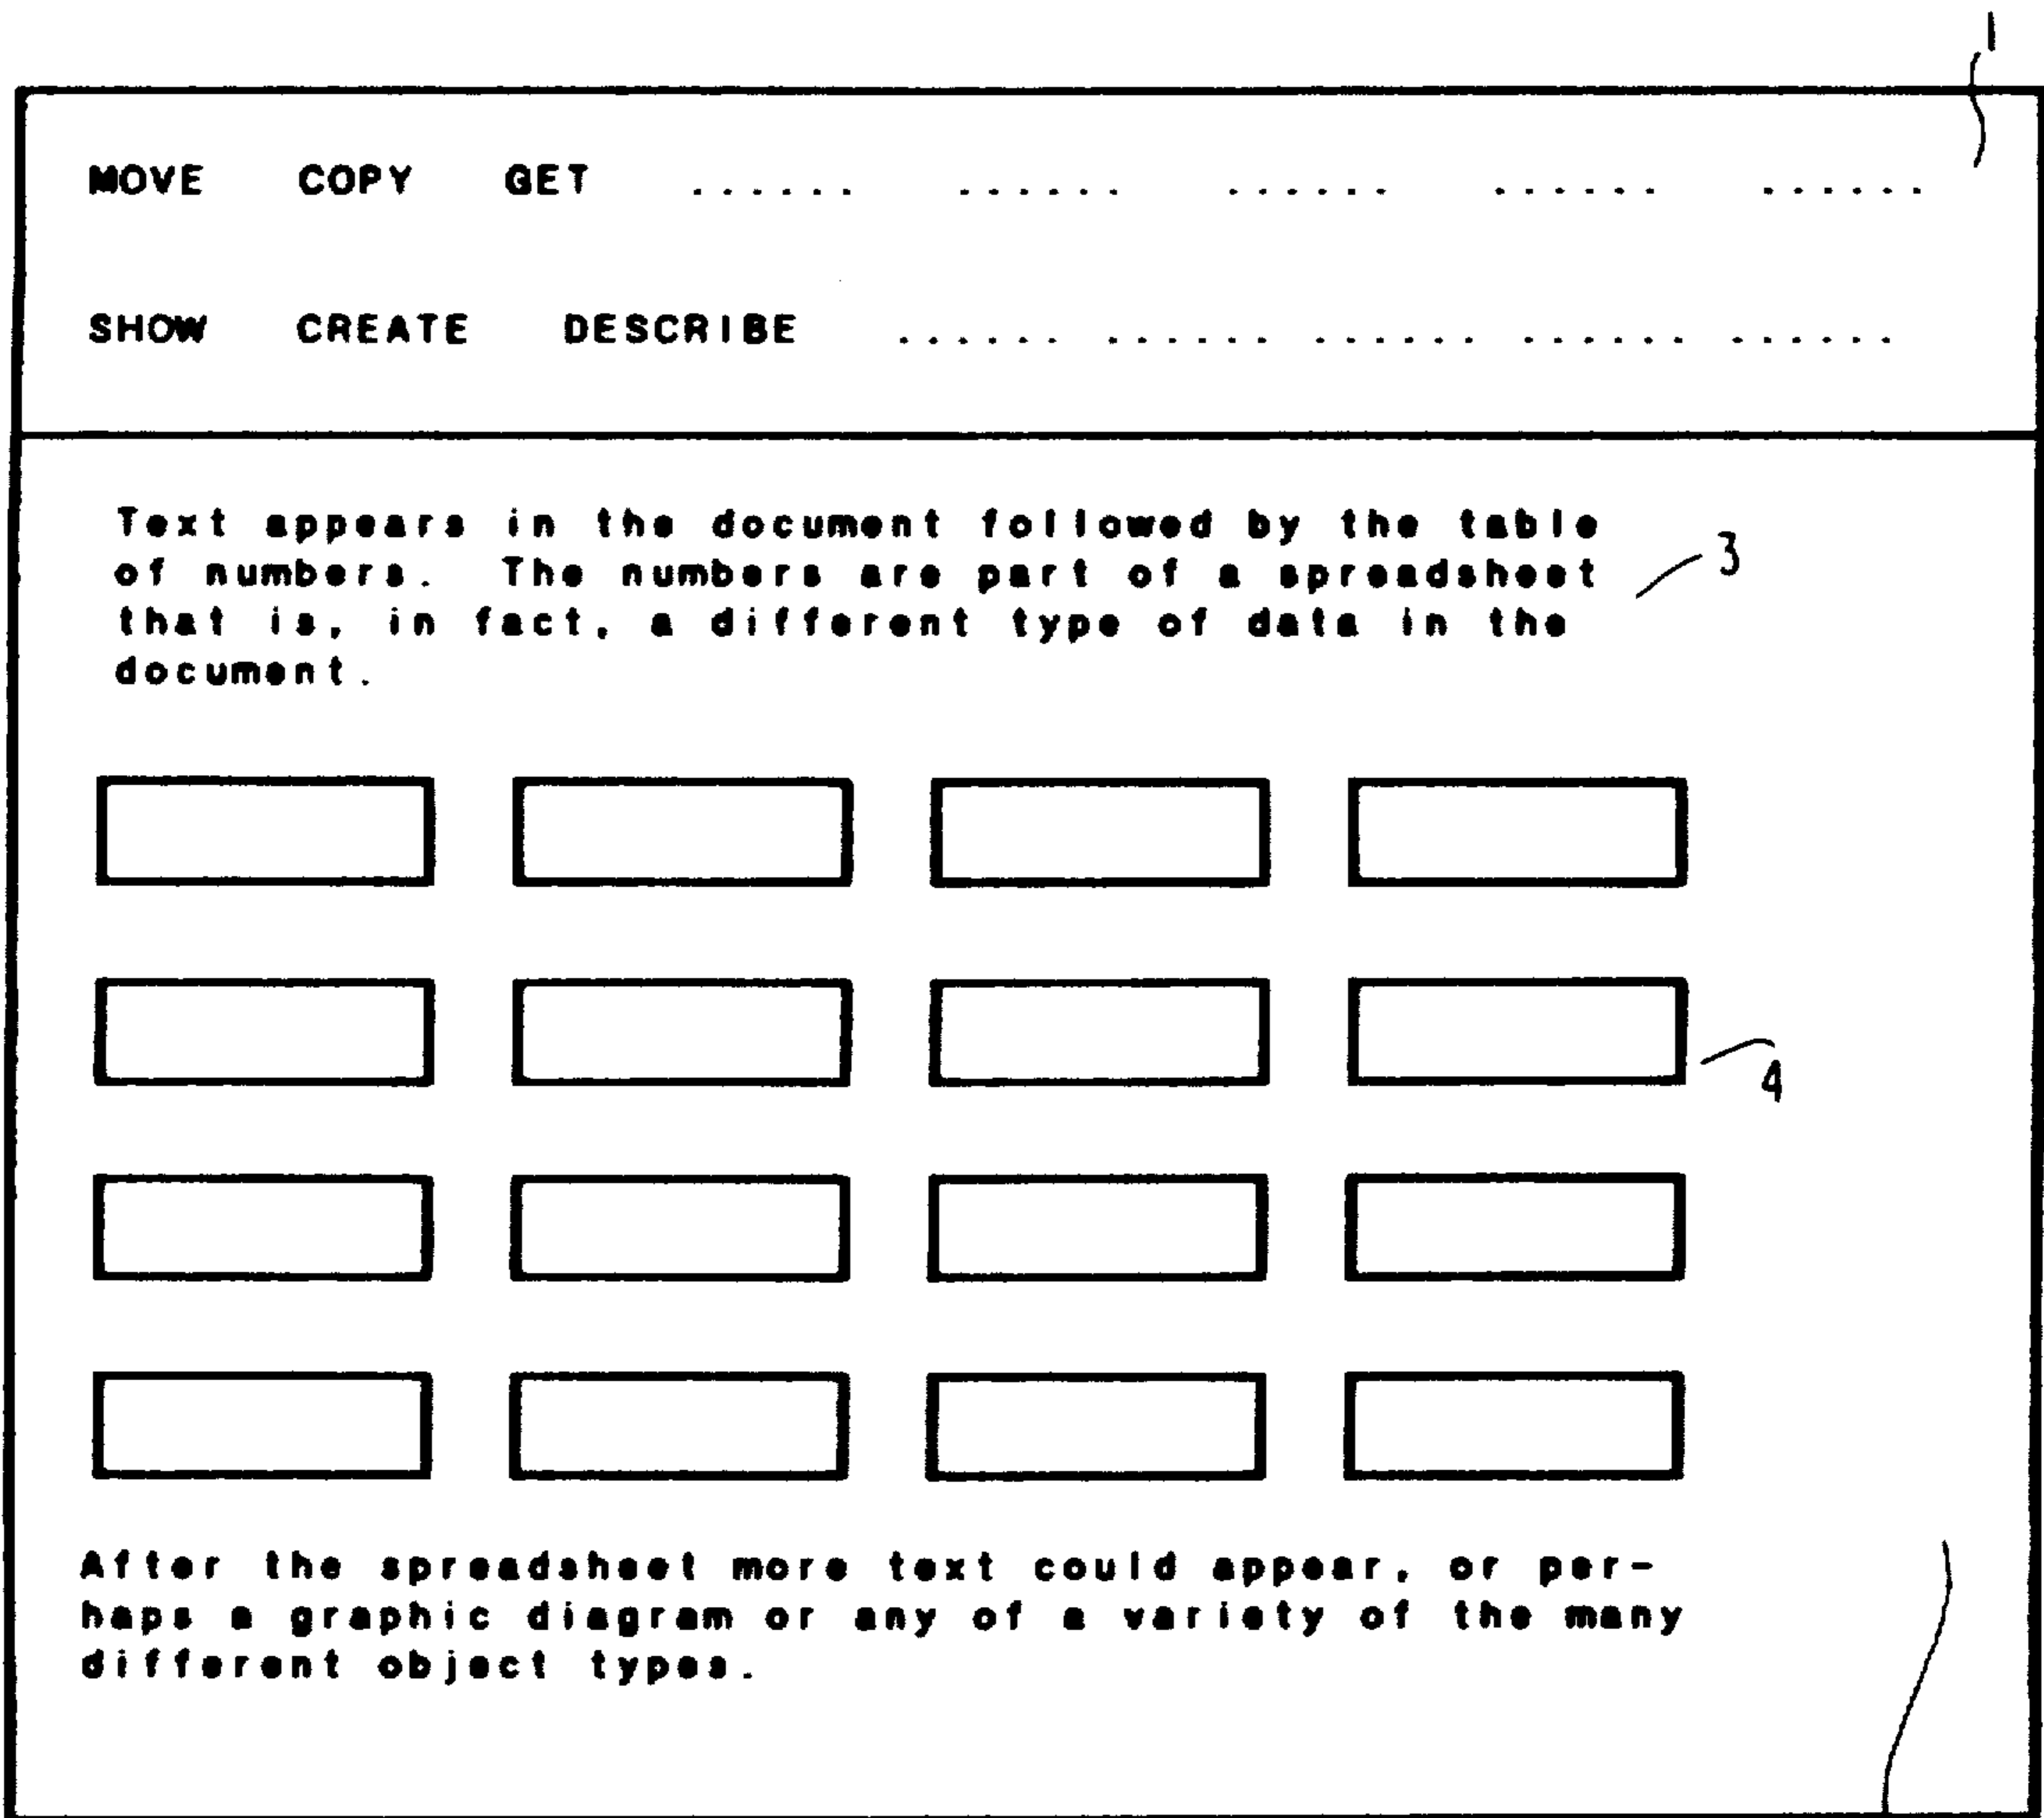 1
MOVE COPY GET ...... ...... ...... ...... ......
SHOW CREATE DESCRIBE ...... ...... ...... ...... ......
Text appears in the document followed by the table
of numbers. The numbers are part of a spreadsheet
3
that is, in fact, a different type of data in the
document.
4
After the spreadsheet more text could appear, or per-
haps a graphic diagram or any of a variety of the many
different object types.